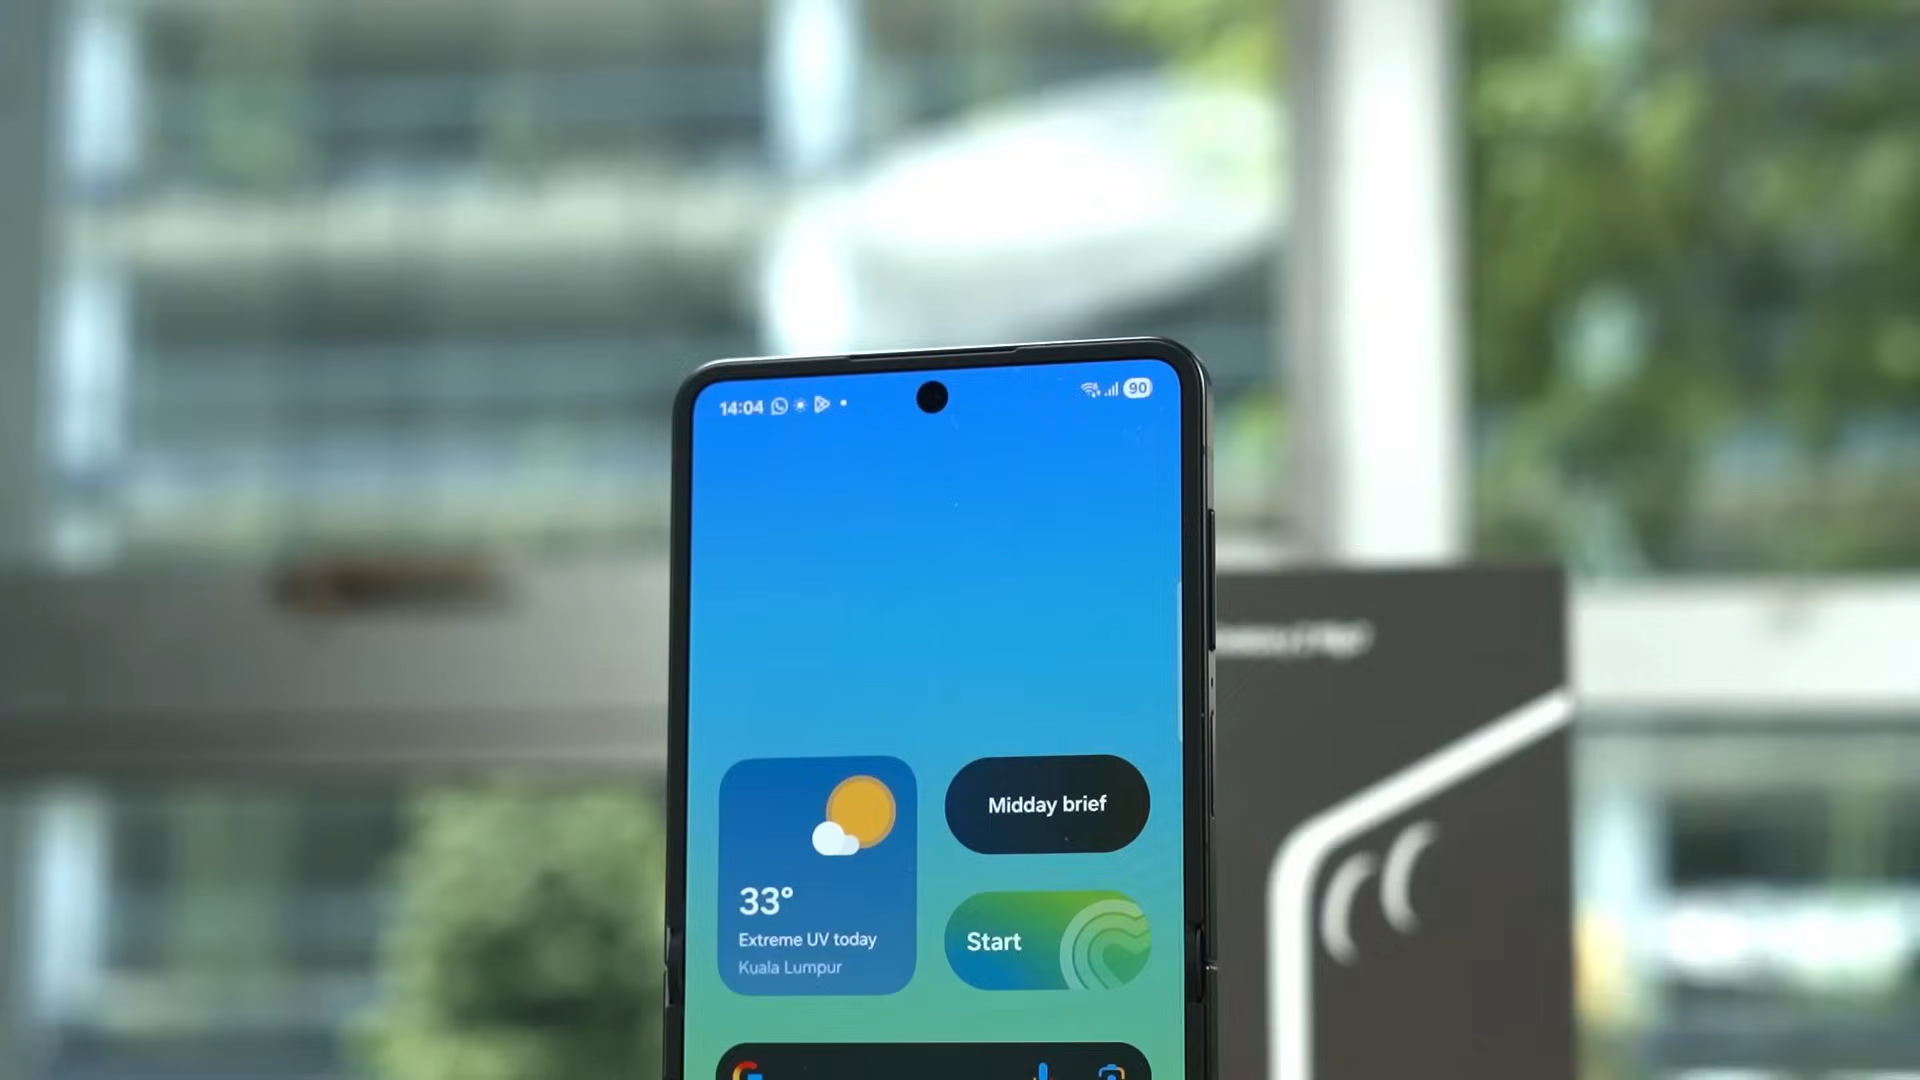 14:04
90
Midday brief
33°
Extreme UV today
Kuala Lumpur
Start